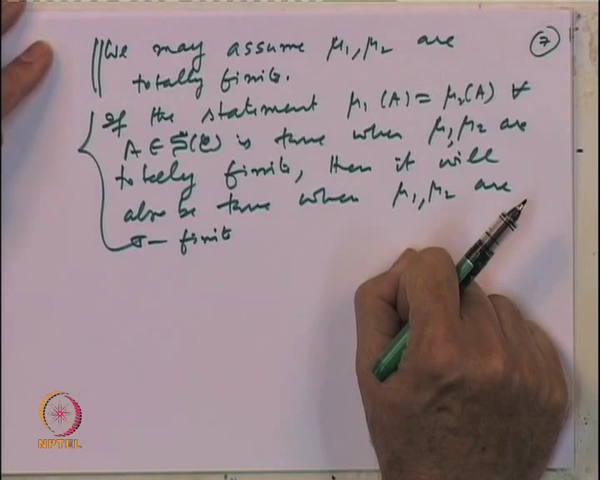 We may assume μ₁, μ₂ are
totally finite.
7
If the statement μ₁(A) = μ₂(A) ∀
A ∈ S(C) is true when μ₁, μ₂ are
totally finite, then it will
also be true when μ₁, μ₂ are
σ- finite
NPTEL